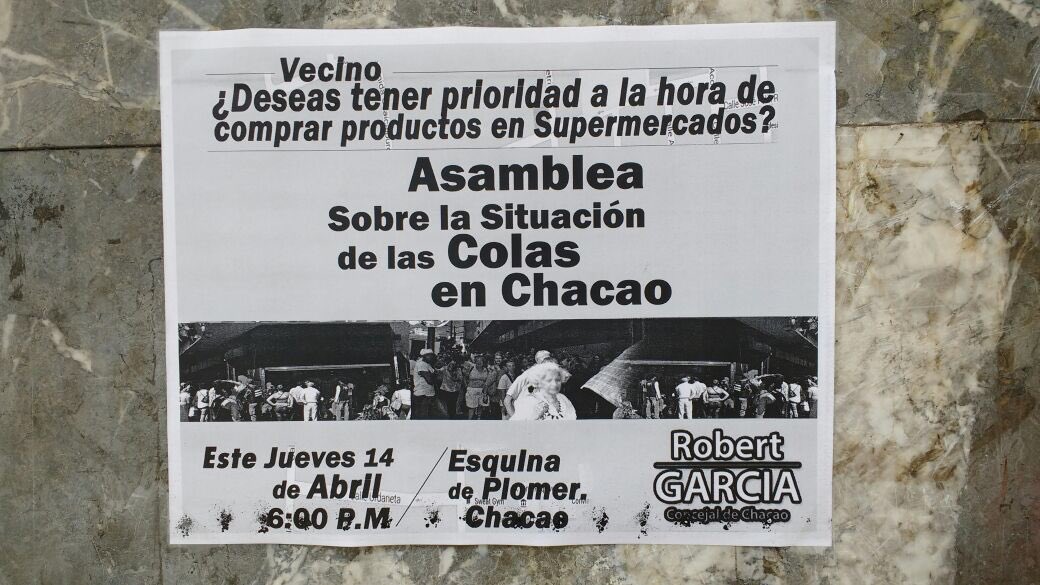 Vecino
¿Deseas tener prioridad a la hora de
comprar productos en Supermercados?
Asamblea
Sobre la Situación
de las Colas
en Chacao
Este Jueves 14
de Abril
6:00 P.M
Esquina
de Plomer.
Chacao
Robert
GARCIA
Concejal de Chacao